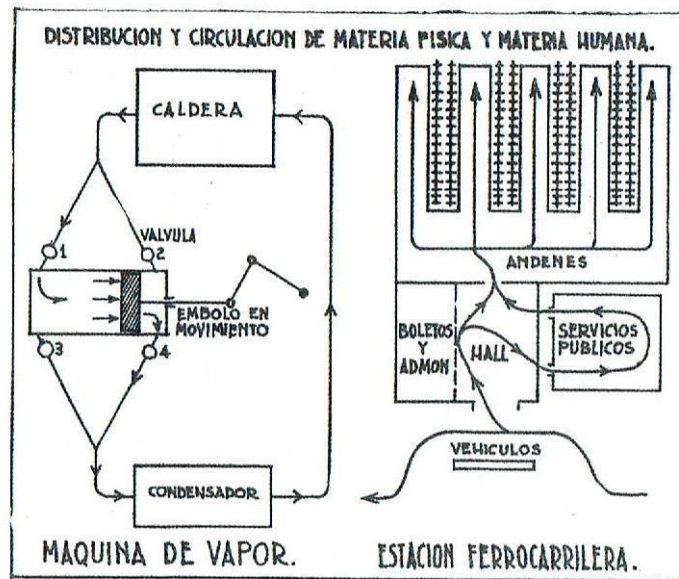 DISTRIBUCION Y CIRCULACION DE MATERIA FISICA Y MATERIA HUMANA.
CALDERA
1
VALVULA
2
EMBOLO EN
MOVIMIENTO
3
4
CONDENSADOR
MAQUINA DE VAPOR.
ANDENES
BOLETOS
Y
ADMON
HALL
SERVICIOS
PUBLICOS
VEHICULOS
ESTACION FERROCARRILERA.